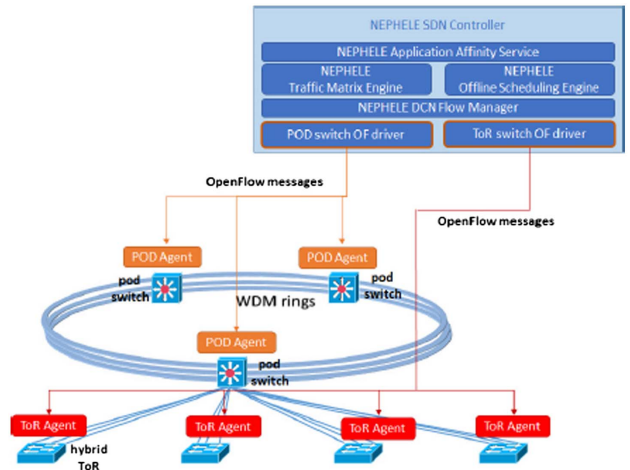 NEPHELE SDN Controller
NEPHELE Application Affinity Service
NEPHELE
Traffic Matrix Engine
NEPHELE
Offline Scheduling Engine
NEPHELE DCN Flow Manager
POD switch OF driver
ToR switch OF driver
OpenFlow messages
OpenFlow messages
POD Agent
POD Agent
pod
switch
pod
switch
WDM rings
POD Agent
pod
switch
ToR Agent
ToR Agent
ToR Agent
ToR Agent
hybrid
ToR